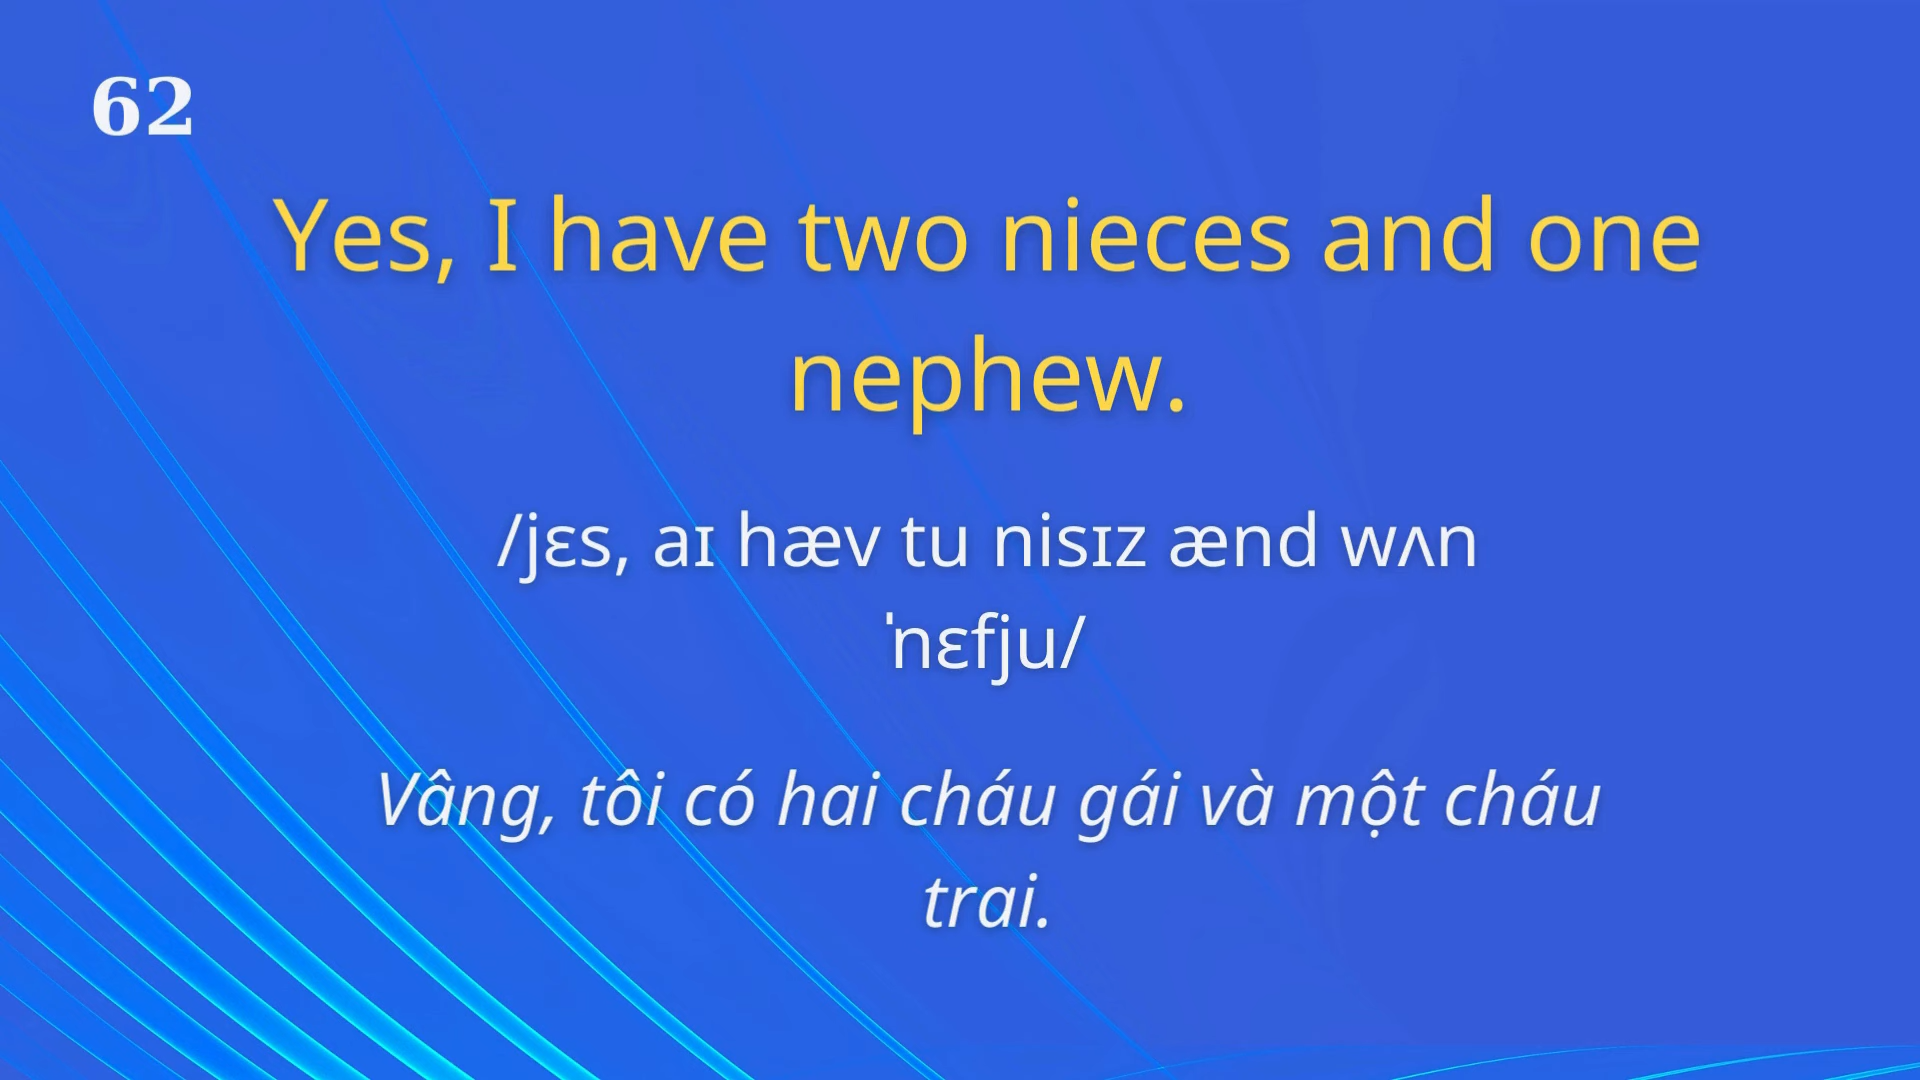 62
Yes, I have two nieces and one
nephew.
/jɛs, aɪ hæv tu nisɪz ænd wʌn
ˈnɛfju/
Vâng, tôi có hai cháu gái và một cháu
trai.